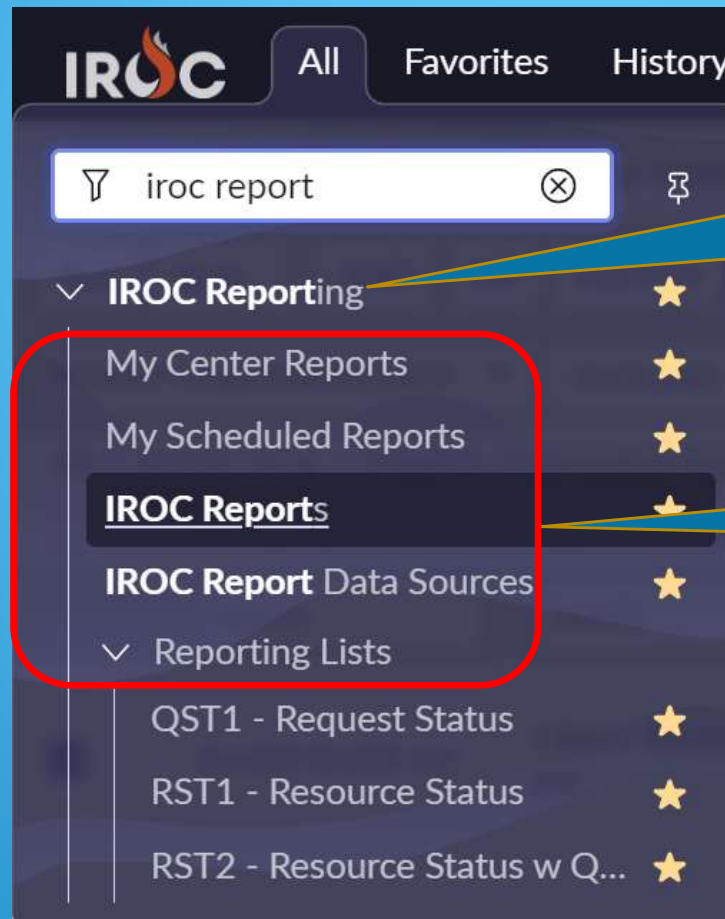 IROC All Favorites History
iroc report
IROC Reporting
My Center Reports
My Scheduled Reports
IROC Reports
IROC Report Data Sources
Reporting Lists
QST1 - Request Status
RST1 - Resource Status
RST2 - Resource Status w Q...